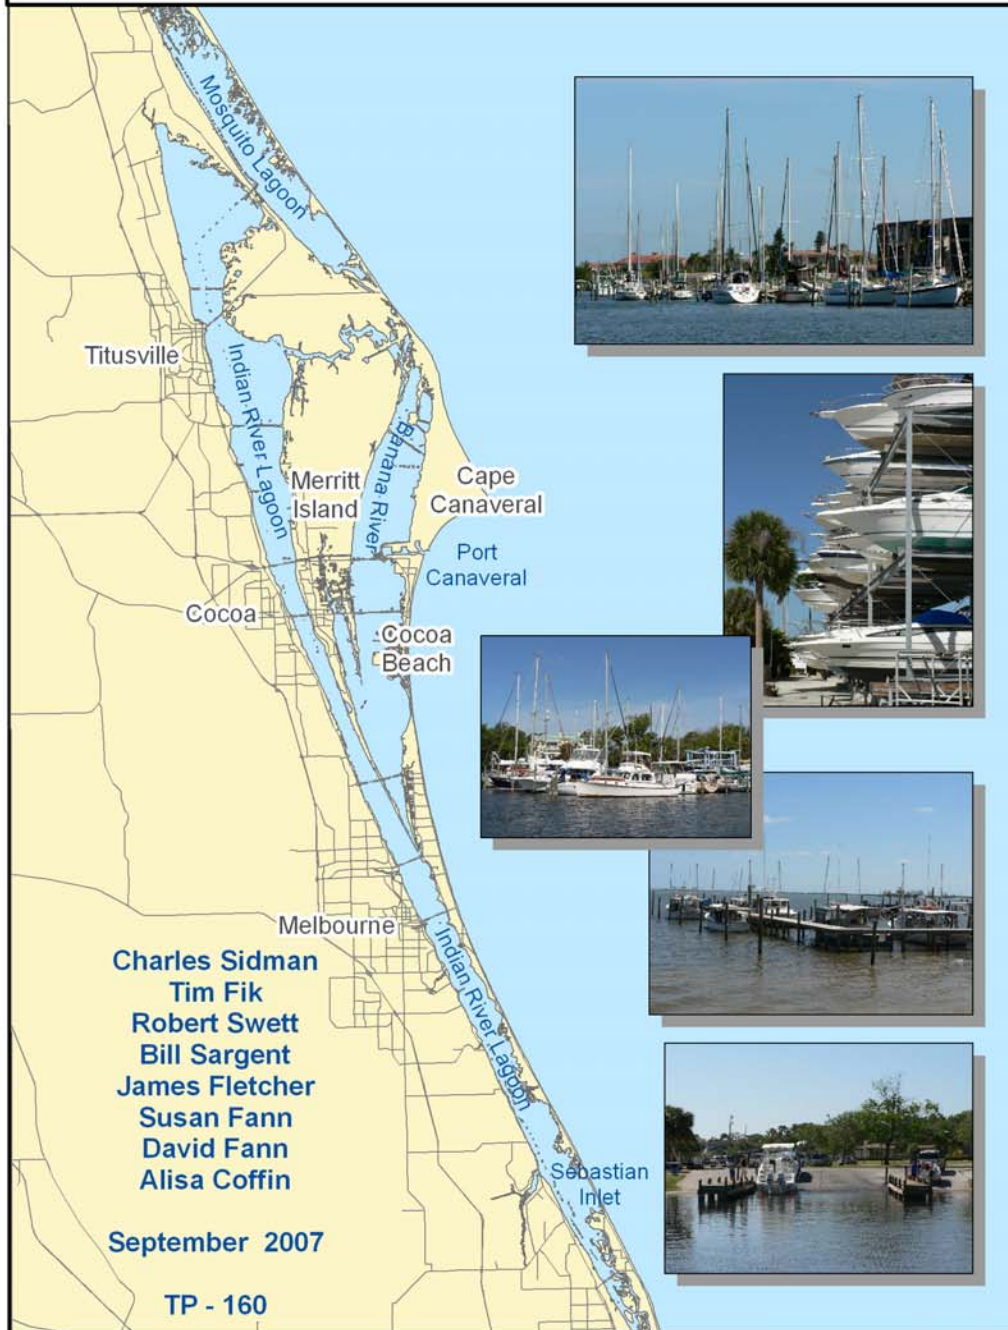 Mosquito Lagoon
Titusville
Indian River Lagoon
Banana River
Merritt
Island
Cape
Canaveral
Port
Canaveral
Cocoa
Cocoa
Beach
Melbourne
Indian River Lagoon
Charles Sidman
Tim Fik
Robert Swett
Bill Sargent
James Fletcher
Susan Fann
David Fann
Alisa Coffin
Sebastian
Inlet
September 2007
TP - 160